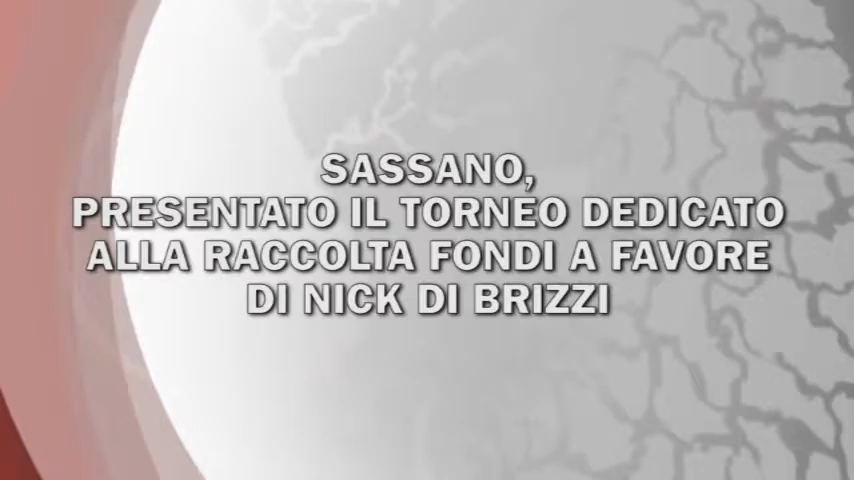 SASSANO,
PRESENTATO IL TORNEO DEDICATO
ALLA RACCOLTA FONDI A FAVORE
DI NICK DI BRIZZI